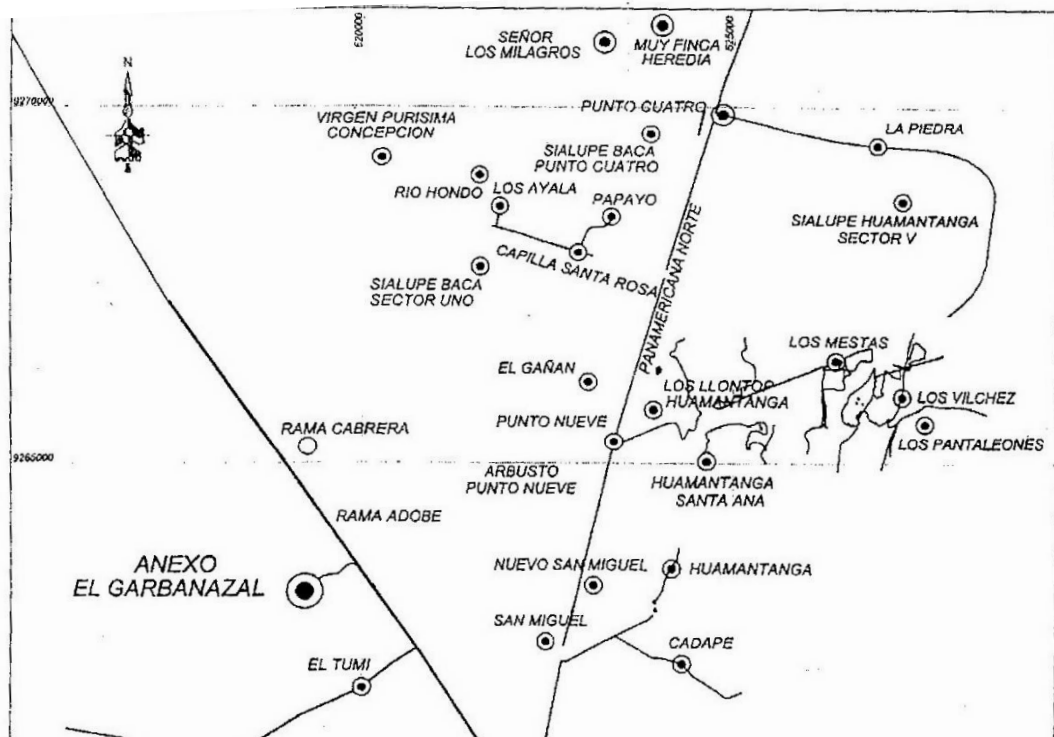 620000
625000
SEÑOR
LOS MILAGROS
MUY FINCA
HEREDIA
N
9270000
VIRGEN PURISIMA
CONCEPCION
PUNTO CUATRO
SIALUPE BACA
PUNTO CUATRO
LA PIEDRA
RIO HONDO
LOS AYALA
PAPAYO
SIALUPE HUAMANTANGA
SECTOR V
CAPILLA SANTA ROSA
SIALUPE BACA
SECTOR UNO
PANAMERICANA NORTE
LOS MESTAS
EL GAÑAN
LOS LLONTOP
HUAMANTANGA
LOS VILCHEZ
RAMA CABRERA
PUNTO NUEVE
LOS PANTALEONES
9265000
ARBUSTO
PUNTO NUEVE
HUAMANTANGA
SANTA ANA
RAMA ADOBE
ANEXO
EL GARBANAZAL
NUEVO SAN MIGUEL
HUAMANTANGA
SAN MIGUEL
EL TUMI
CADAPE